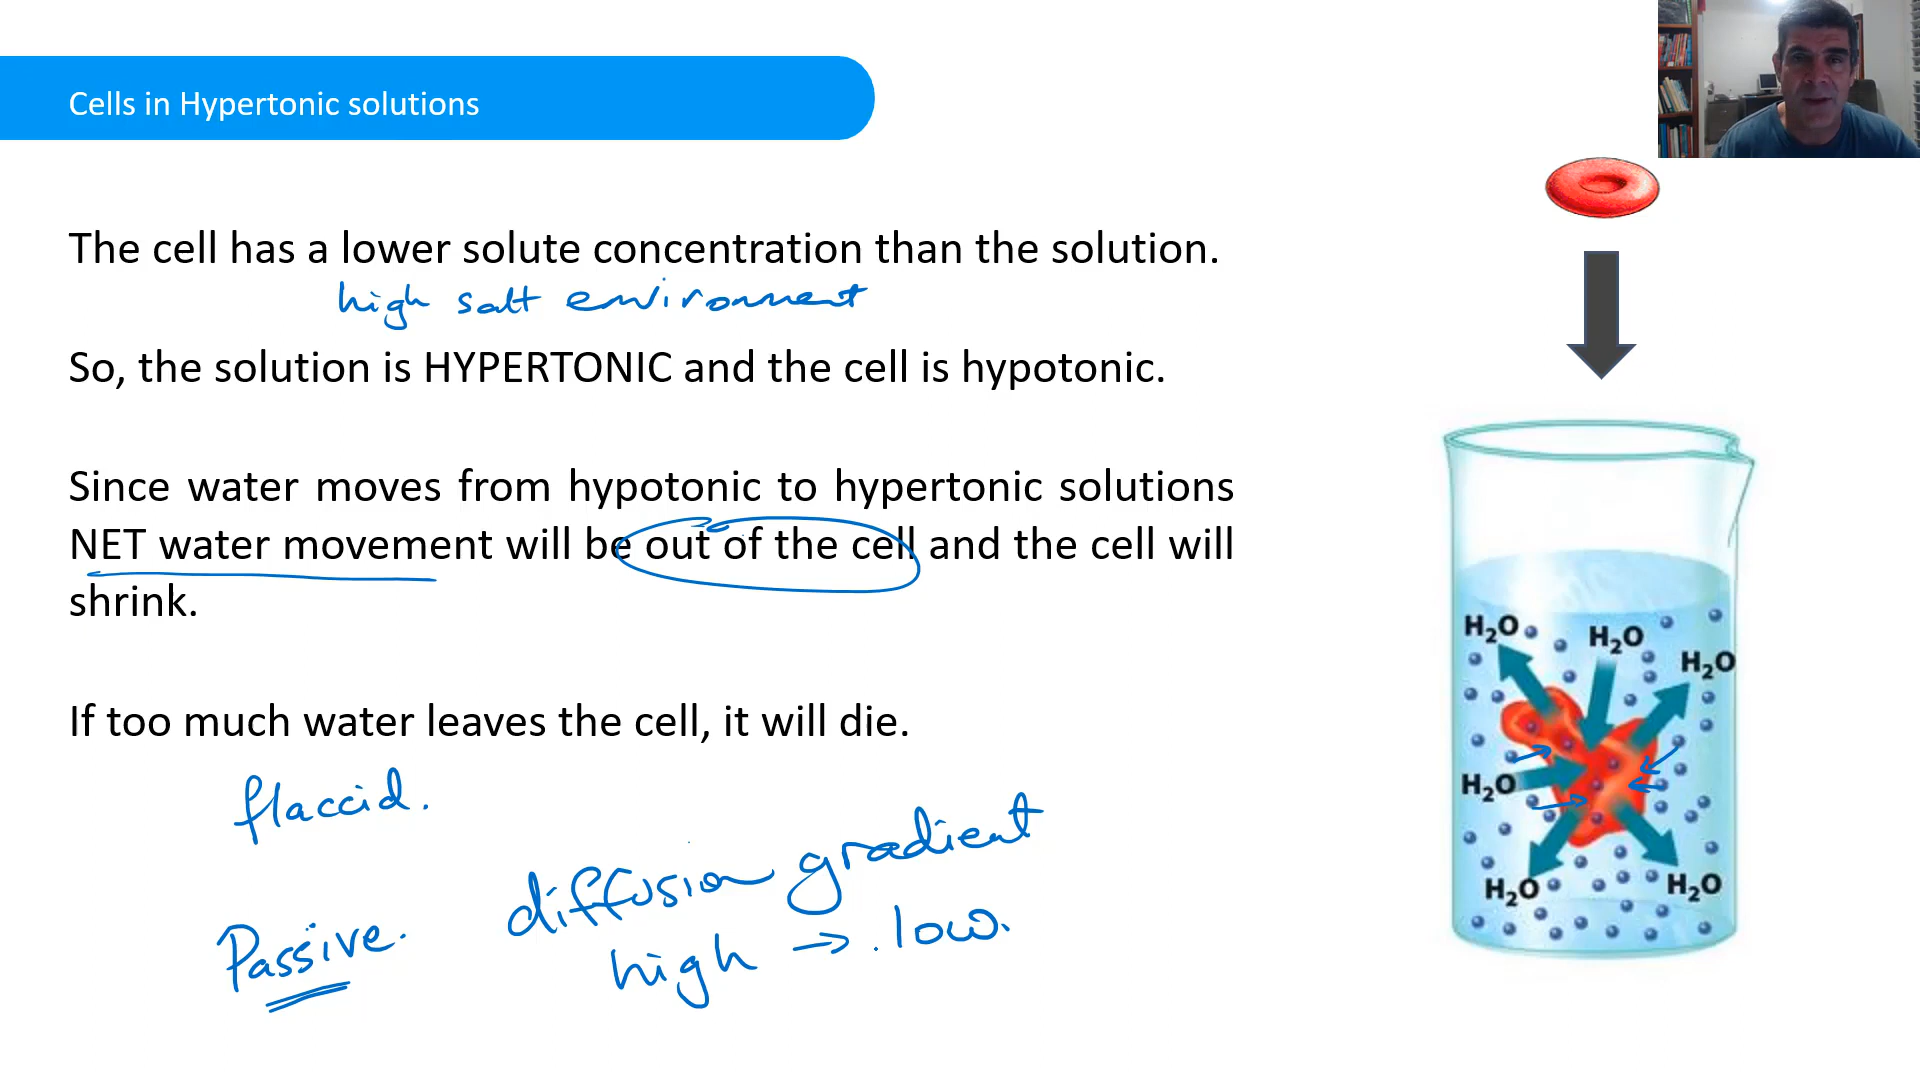 Cells in Hypertonic solutions
The cell has a lower solute concentration than the solution.
high salt environment
So, the solution is HYPERTONIC and the cell is hypotonic.
Since water moves from hypotonic to hypertonic solutions
NET water movement will be out of the cell and the cell will
shrink.
If too much water leaves the cell, it will die.
flaccid.
diffusion gradient
Passive.
high → low.
H₂O
H₂O
H₂O
H₂O
H₂O
H₂O